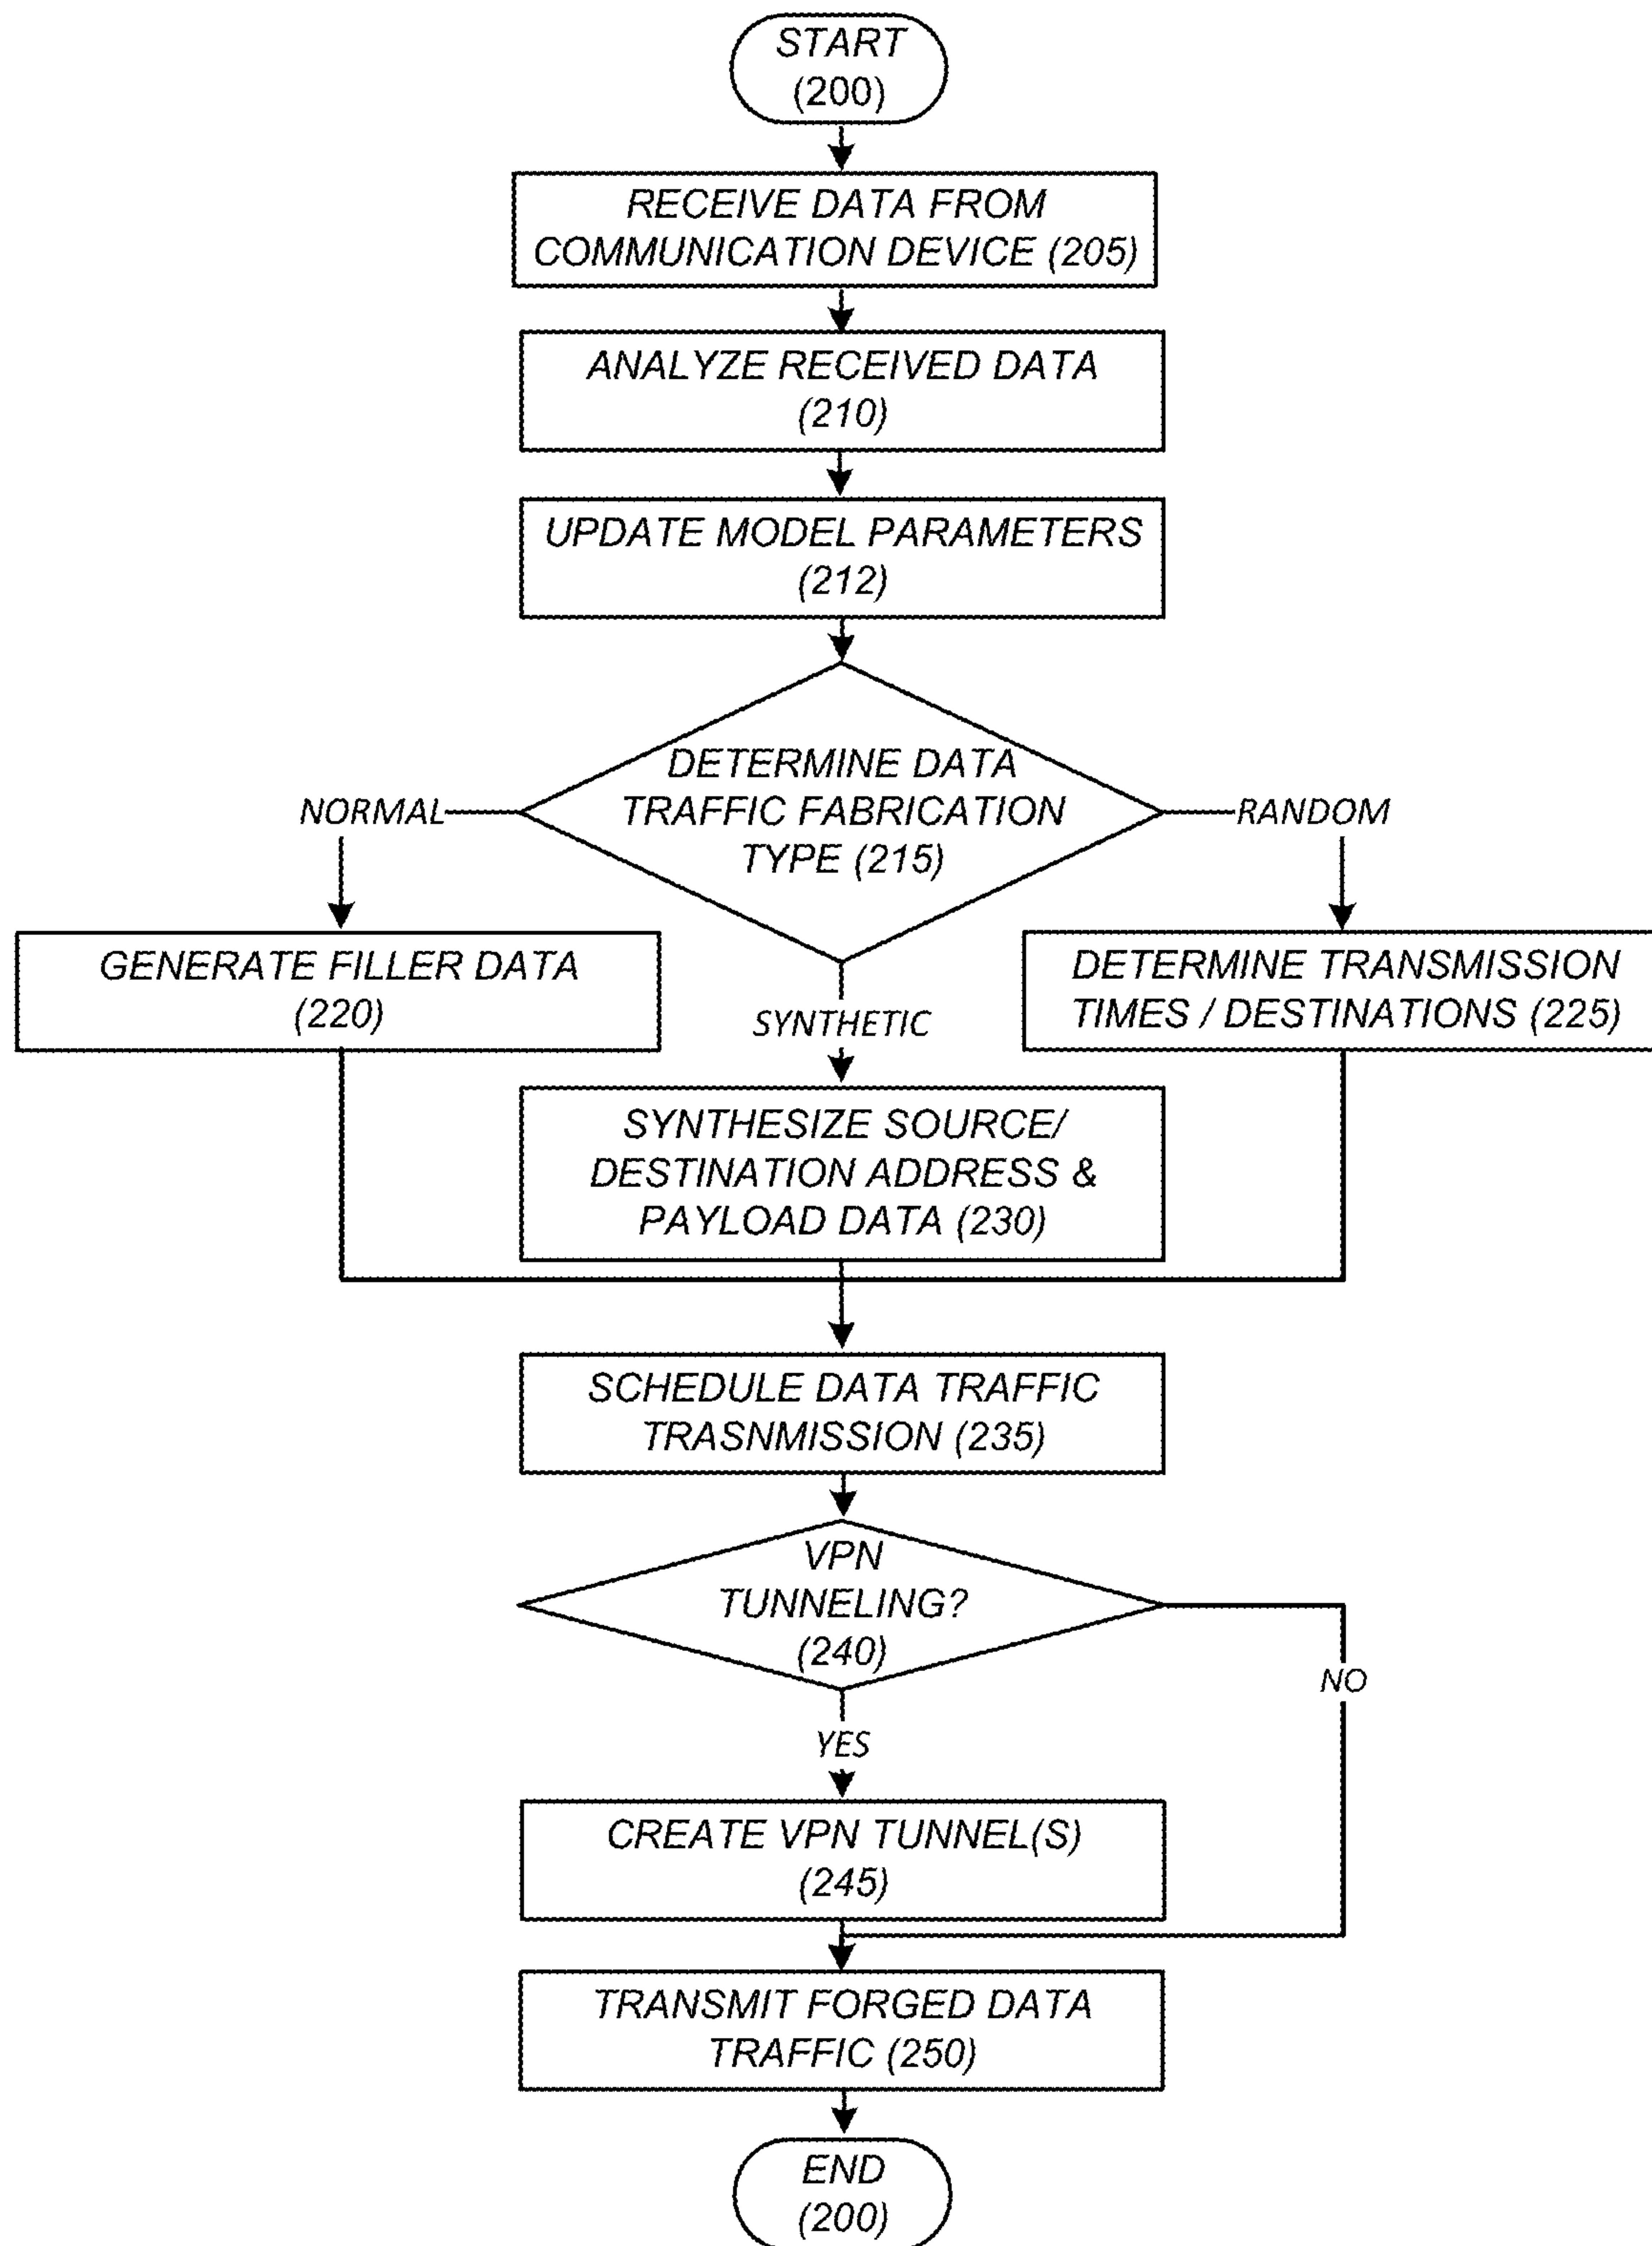 START
(200)
RECEIVE DATA FROM
COMMUNICATION DEVICE (205)
ANALYZE RECEIVED DATA
(210)
UPDATE MODEL PARAMETERS
(212)
DETERMINE DATA
TRAFFIC FABRICATION
TYPE (215)
NORMAL
RANDOM
GENERATE FILLER DATA
(220)
SYNTHETIC
DETERMINE TRANSMISSION
TIMES / DESTINATIONS (225)
SYNTHESIZE SOURCE/
DESTINATION ADDRESS &
PAYLOAD DATA (230)
SCHEDULE DATA TRAFFIC
TRASNMISSION (235)
VPN
TUNNELING?
(240)
NO
YES
CREATE VPN TUNNEL(S)
(245)
TRANSMIT FORGED DATA
TRAFFIC (250)
END
(200)